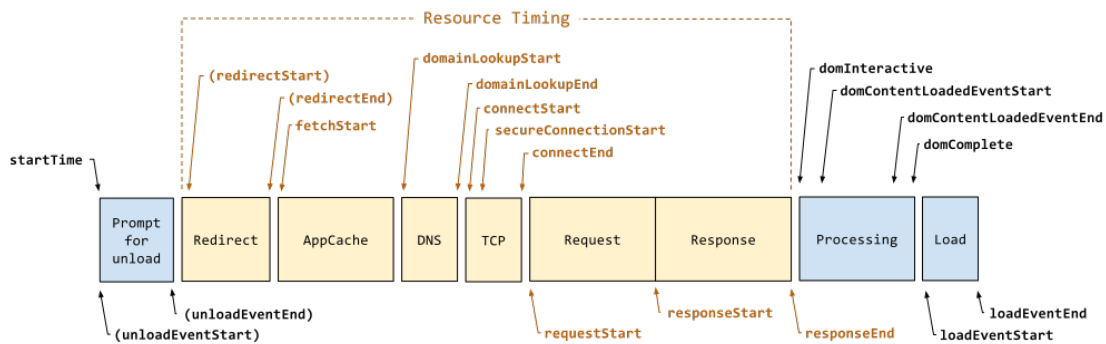 Resource Timing
domainLookupStart
(redirectStart)
domainLookupEnd
domInteractive
(redirectEnd)
connectStart
domContentLoadedEventStart
fetchStart
secureConnectionStart
domContentLoadedEventEnd
connectEnd
domComplete
startTime
Prompt
for
unload
Redirect
AppCache
DNS
TCP
Request
Response
Processing
Load
(unloadEventEnd)
(unloadEventStart)
requestStart
responseStart
responseEnd
loadEventEnd
loadEventStart